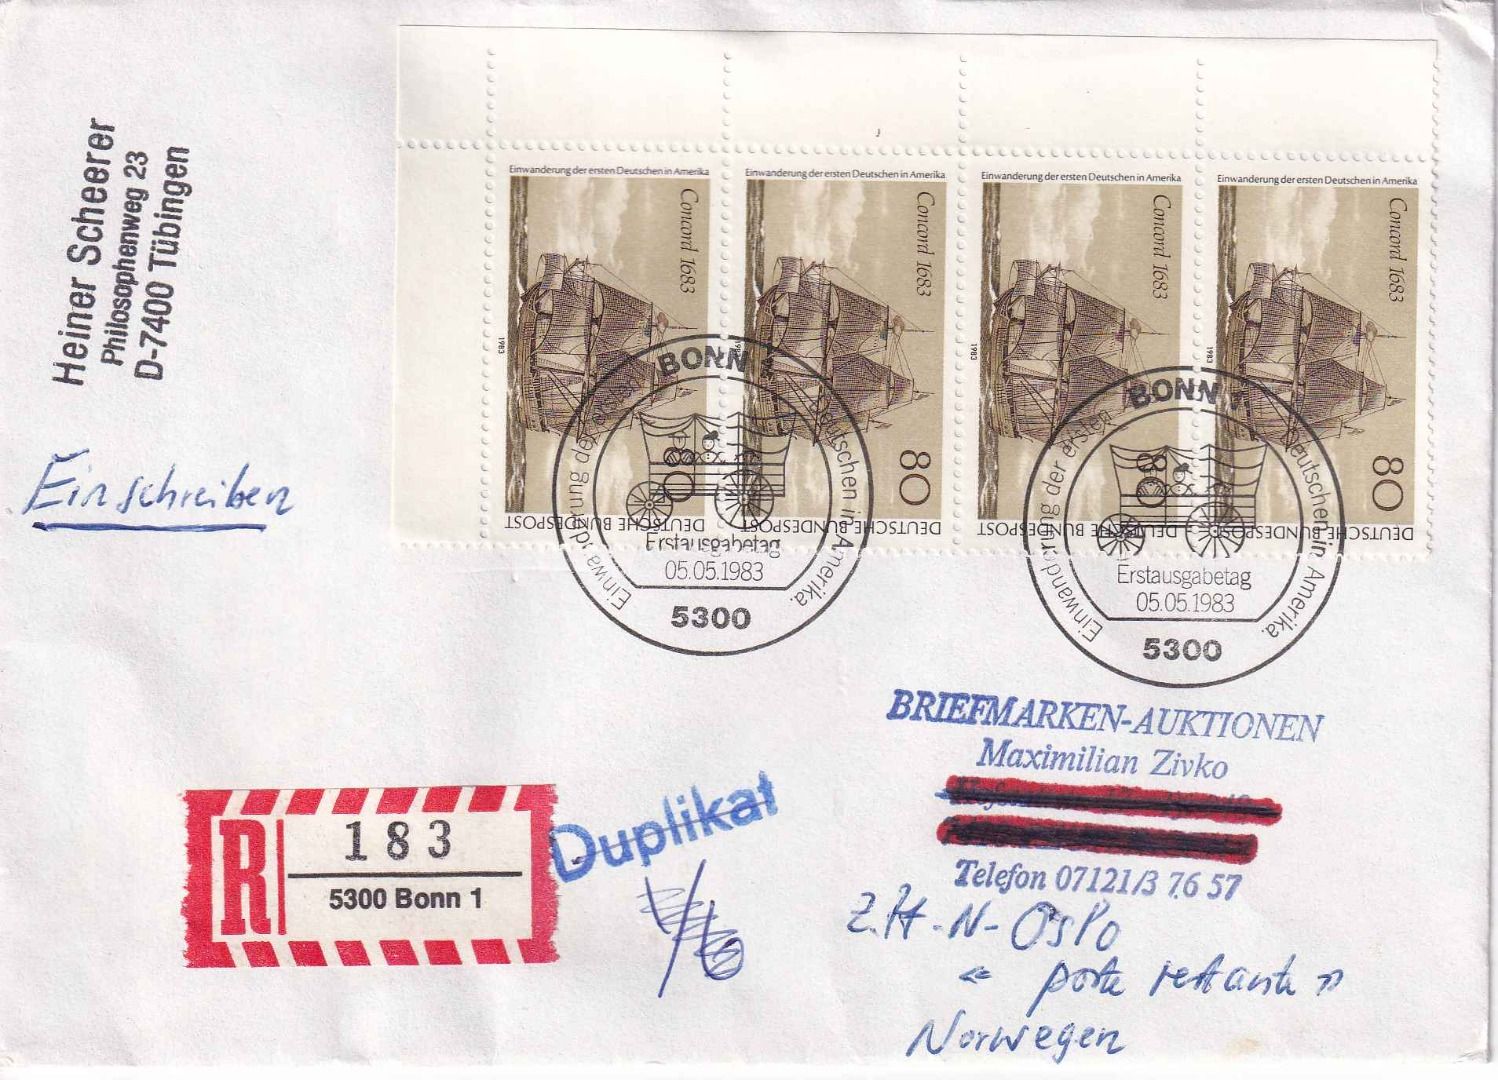 Heiner Scheerer
Philosophenweg 23
D-7400 Tübingen
Einschreiben
Einwanderung der ersten Deutschen in Amerika
Concord 1683
1983
80
DEUTSCHE BUNDESPOST
Einwanderung der ersten Deutschen in Amerika
Concord 1683
1983
80
DEUTSCHE BUNDESPOST
Einwanderung der ersten Deutschen in Amerika
Concord 1683
1983
80
DEUTSCHE BUNDESPOST
Einwanderung der ersten Deutschen in Amerika
Concord 1683
1983
80
DEUTSCHE BUNDESPOST
BONN 1
Einwanderung der ersten Deutschen in Amerika.
Erstausgabetag
05.05.1983
5300
BONN 1
Einwanderung der ersten Deutschen in Amerika.
Erstausgabetag
05.05.1983
5300
R
183
5300 Bonn 1
Duplikat
BRIEFMARKEN-AUKTIONEN
Maximilian Zivko
Telefon 07121/3 76 57
Z.Zt. N-Oslo
« poste restante »
Norwegen